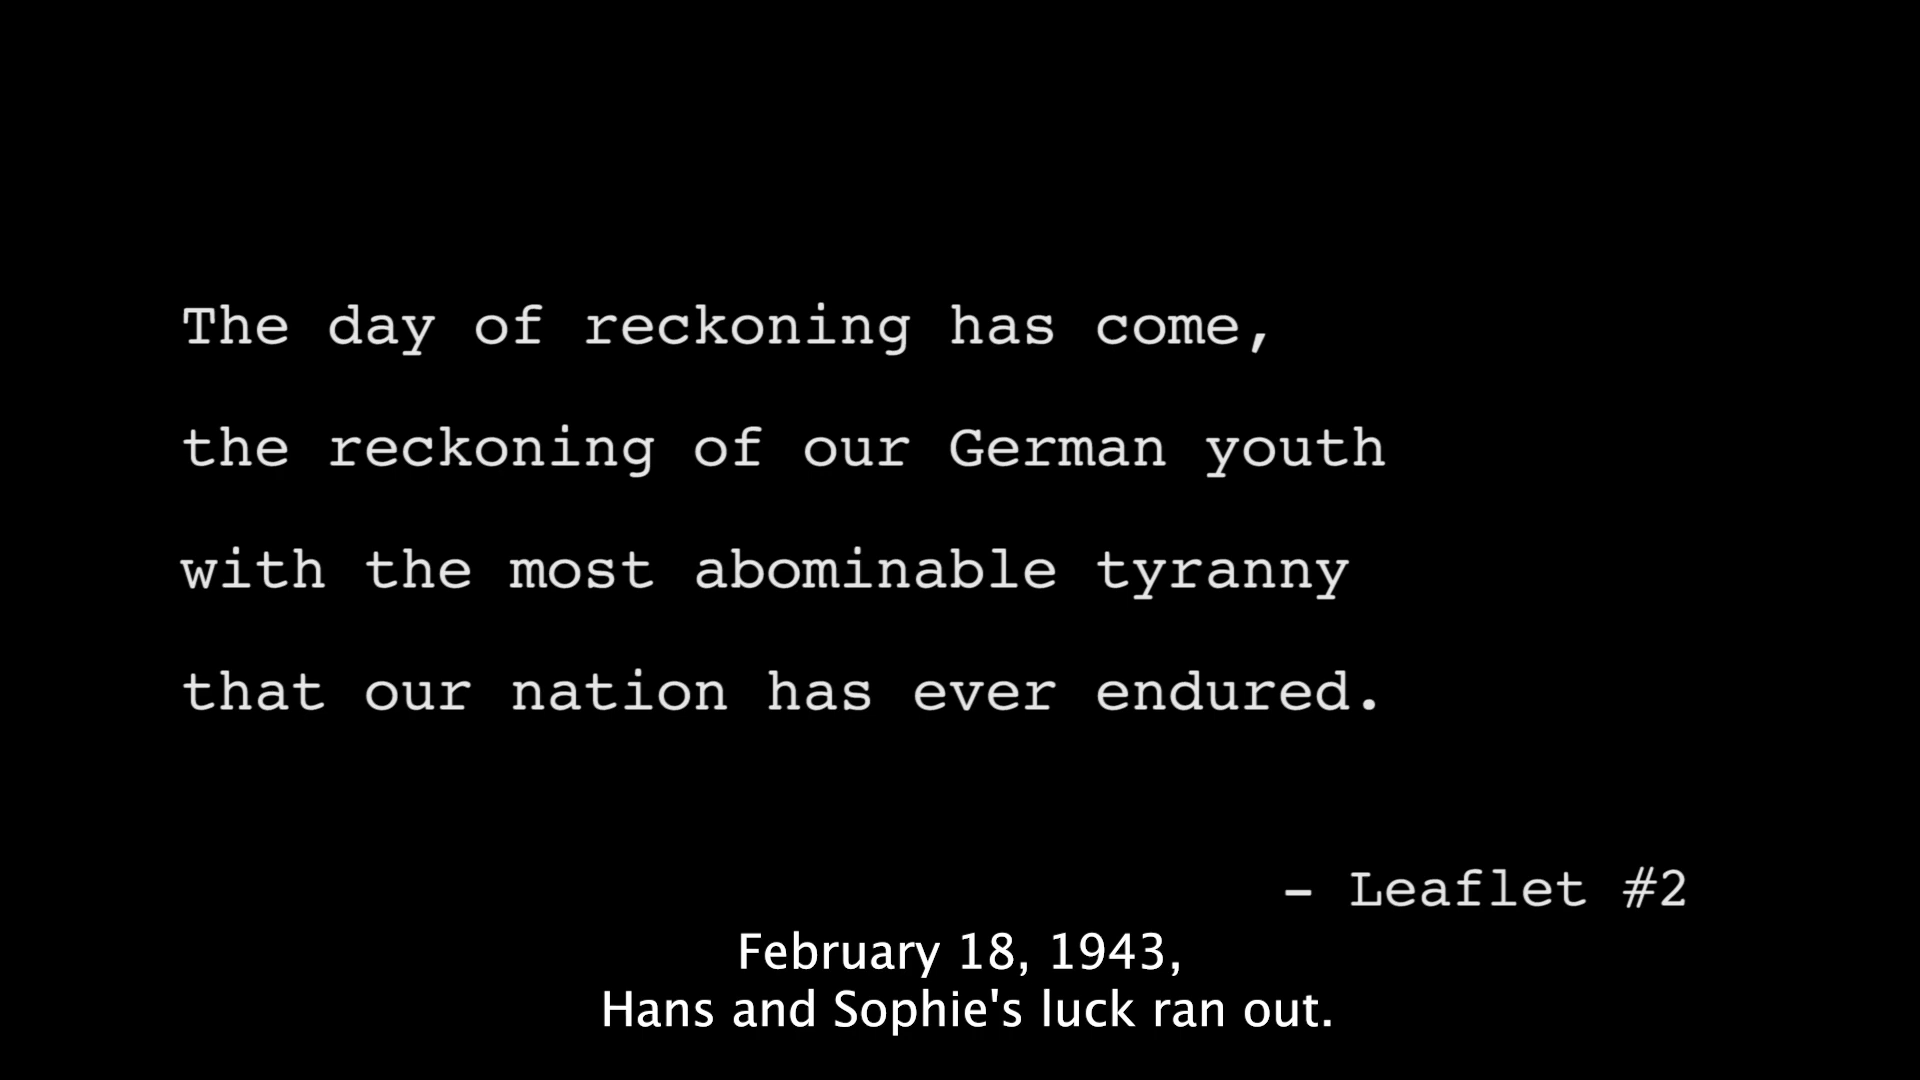 The day of reckoning has come,
the reckoning of our German youth
with the most abominable tyranny
that our nation has ever endured.
– Leaflet #2
February 18, 1943,
Hans and Sophie's luck ran out.